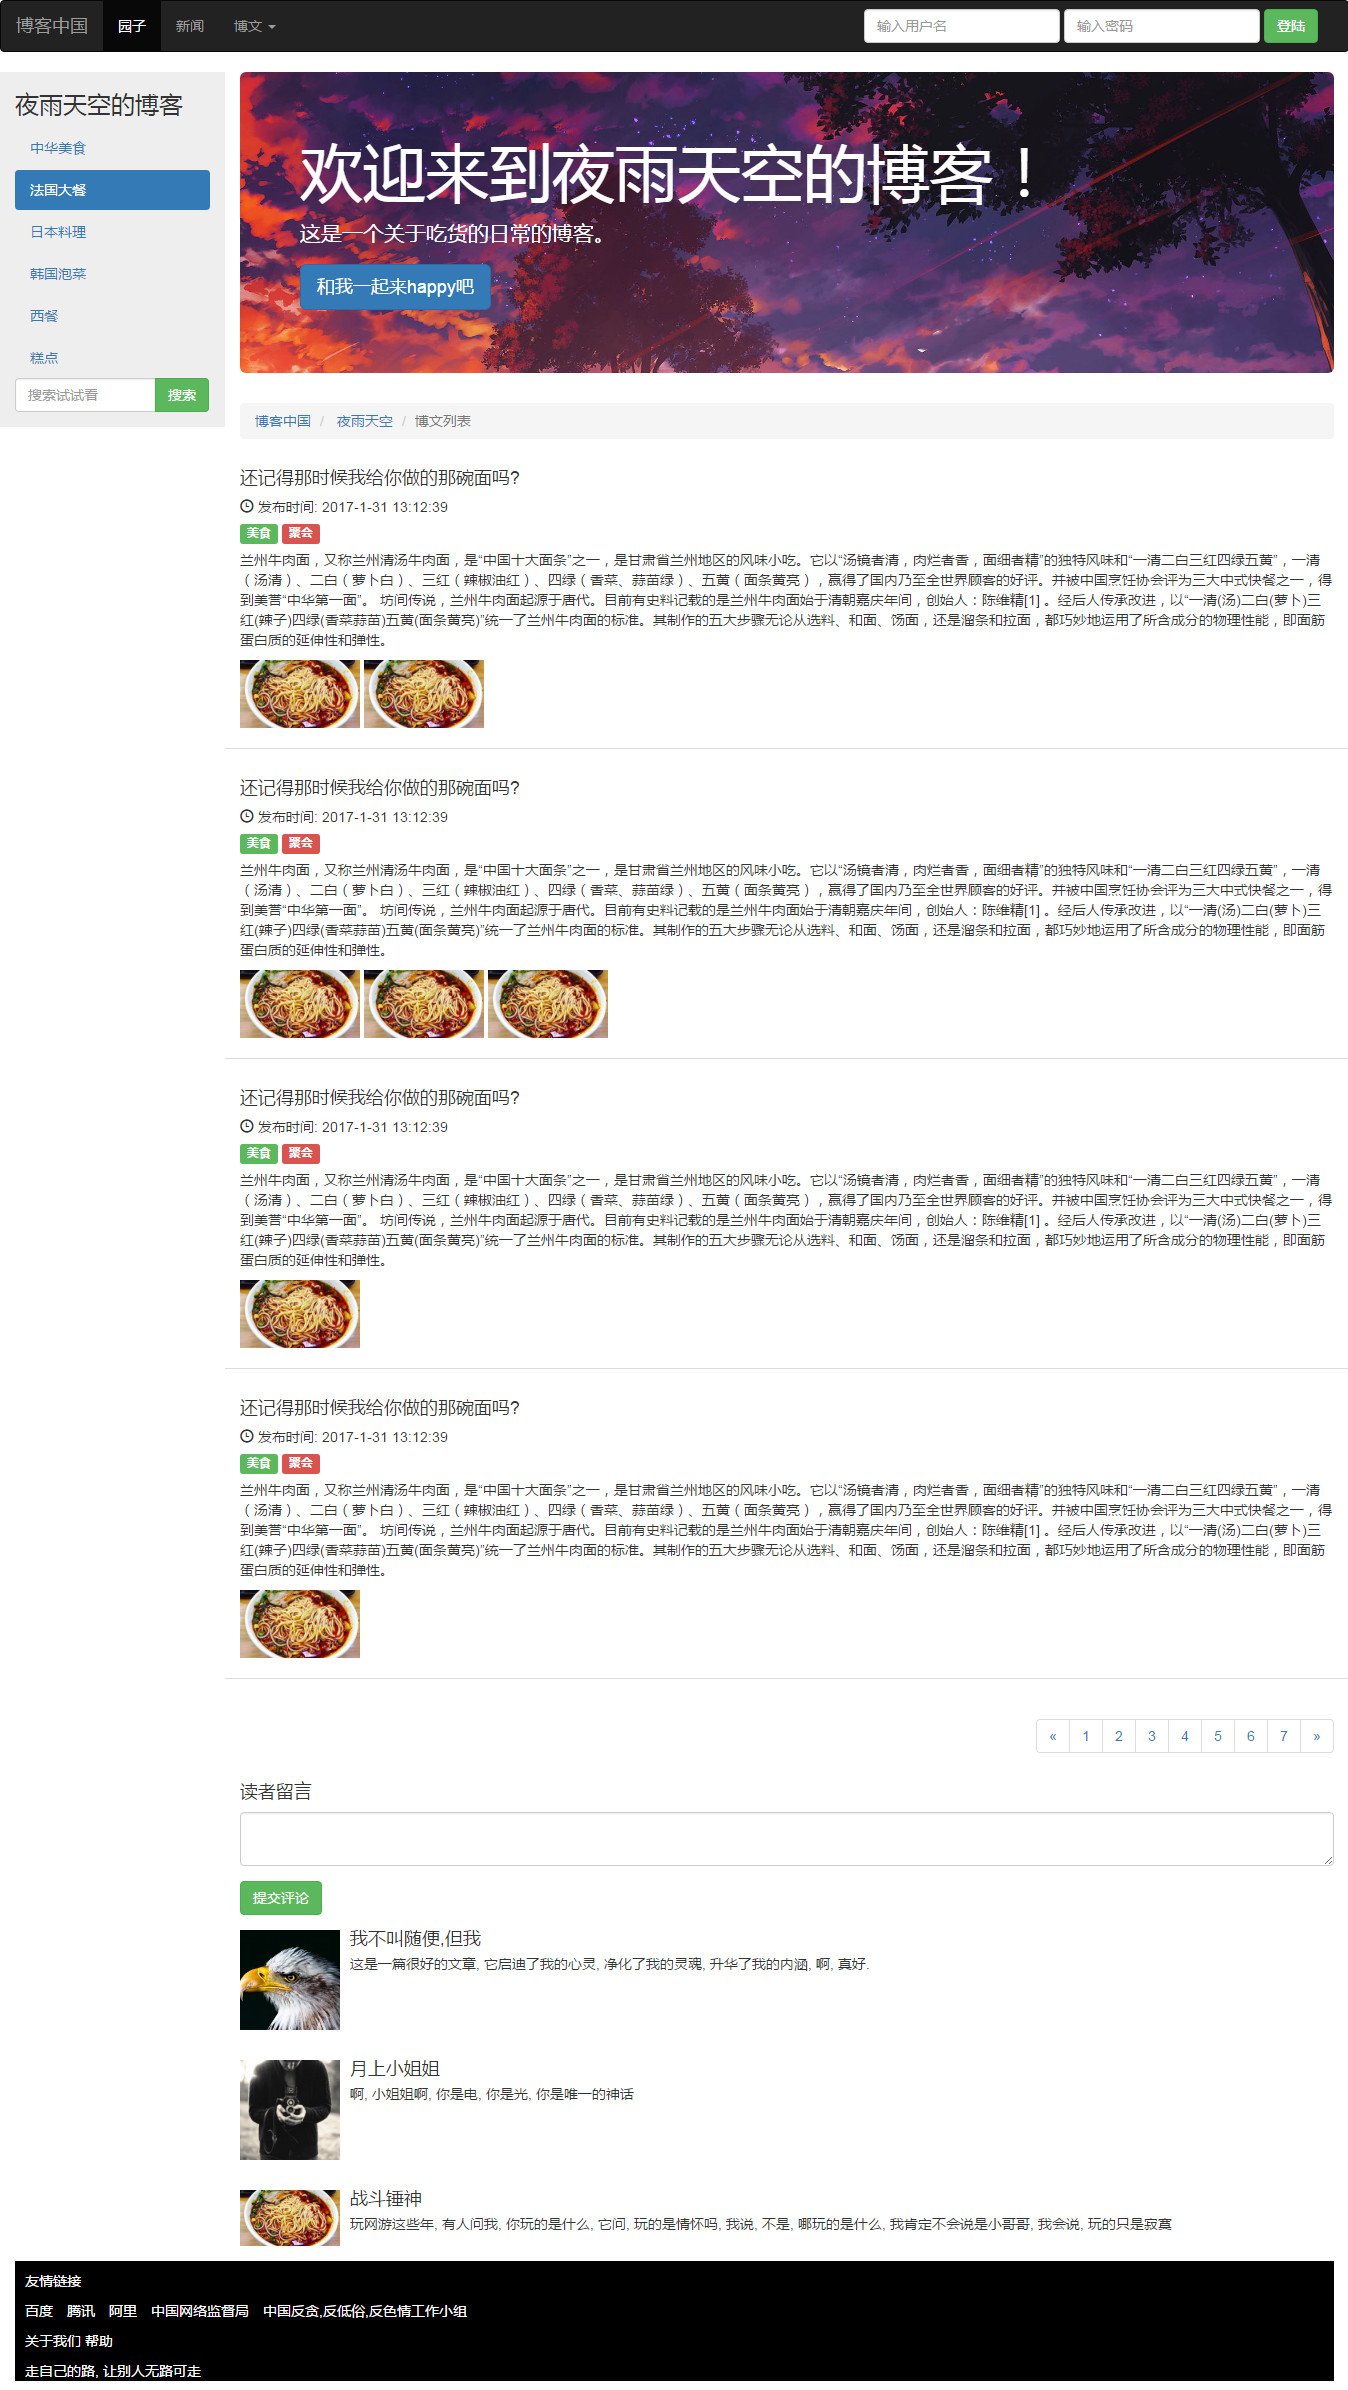 博客中国 园子 新闻 博文 输入用户名 输入密码 登陆
夜雨天空的博客
中华美食
法国大餐
日本料理
韩国泡菜
西餐
糕点
搜索试试看 搜索
欢迎来到夜雨天空的博客！
这是一个关于吃货的日常的博客。
和我一起来happy吧
博客中国 / 夜雨天空 / 博文列表
还记得那时候我给你做的那碗面吗?
发布时间: 2017-1-31 13:12:39
美食 聚会
兰州牛肉面，又称兰州清汤牛肉面，是“中国十大面条”之一，是甘肃省兰州地区的风味小吃。它以“汤镜者清，肉烂者香，面细者精”的独特风味和“一清二白三红四绿五黄”，一清
（汤清）、二白（萝卜白）、三红（辣椒油红）、四绿（香菜、蒜苗绿）、五黄（面条黄亮），赢得了国内乃至全世界顾客的好评。并被中国烹饪协会评为三大中式快餐之一，得
到美誉“中华第一面”。 坊间传说，兰州牛肉面起源于唐代。目前有史料记载的是兰州牛肉面始于清朝嘉庆年间，创始人：陈维精[1] 。经后人传承改进，以“一清(汤)二白(萝卜)三
红(辣子)四绿(香菜蒜苗)五黄(面条黄亮)”统一了兰州牛肉面的标准。其制作的五大步骤无论从选料、和面、饧面，还是溜条和拉面，都巧妙地运用了所含成分的物理性能，即面筋
蛋白质的延伸性和弹性。
还记得那时候我给你做的那碗面吗?
发布时间: 2017-1-31 13:12:39
美食 聚会
兰州牛肉面，又称兰州清汤牛肉面，是“中国十大面条”之一，是甘肃省兰州地区的风味小吃。它以“汤镜者清，肉烂者香，面细者精”的独特风味和“一清二白三红四绿五黄”，一清
（汤清）、二白（萝卜白）、三红（辣椒油红）、四绿（香菜、蒜苗绿）、五黄（面条黄亮），赢得了国内乃至全世界顾客的好评。并被中国烹饪协会评为三大中式快餐之一，得
到美誉“中华第一面”。 坊间传说，兰州牛肉面起源于唐代。目前有史料记载的是兰州牛肉面始于清朝嘉庆年间，创始人：陈维精[1] 。经后人传承改进，以“一清(汤)二白(萝卜)三
红(辣子)四绿(香菜蒜苗)五黄(面条黄亮)”统一了兰州牛肉面的标准。其制作的五大步骤无论从选料、和面、饧面，还是溜条和拉面，都巧妙地运用了所含成分的物理性能，即面筋
蛋白质的延伸性和弹性。
还记得那时候我给你做的那碗面吗?
发布时间: 2017-1-31 13:12:39
美食 聚会
兰州牛肉面，又称兰州清汤牛肉面，是“中国十大面条”之一，是甘肃省兰州地区的风味小吃。它以“汤镜者清，肉烂者香，面细者精”的独特风味和“一清二白三红四绿五黄”，一清
（汤清）、二白（萝卜白）、三红（辣椒油红）、四绿（香菜、蒜苗绿）、五黄（面条黄亮），赢得了国内乃至全世界顾客的好评。并被中国烹饪协会评为三大中式快餐之一，得
到美誉“中华第一面”。 坊间传说，兰州牛肉面起源于唐代。目前有史料记载的是兰州牛肉面始于清朝嘉庆年间，创始人：陈维精[1] 。经后人传承改进，以“一清(汤)二白(萝卜)三
红(辣子)四绿(香菜蒜苗)五黄(面条黄亮)”统一了兰州牛肉面的标准。其制作的五大步骤无论从选料、和面、饧面，还是溜条和拉面，都巧妙地运用了所含成分的物理性能，即面筋
蛋白质的延伸性和弹性。
还记得那时候我给你做的那碗面吗?
发布时间: 2017-1-31 13:12:39
美食 聚会
兰州牛肉面，又称兰州清汤牛肉面，是“中国十大面条”之一，是甘肃省兰州地区的风味小吃。它以“汤镜者清，肉烂者香，面细者精”的独特风味和“一清二白三红四绿五黄”，一清
（汤清）、二白（萝卜白）、三红（辣椒油红）、四绿（香菜、蒜苗绿）、五黄（面条黄亮），赢得了国内乃至全世界顾客的好评。并被中国烹饪协会评为三大中式快餐之一，得
到美誉“中华第一面”。 坊间传说，兰州牛肉面起源于唐代。目前有史料记载的是兰州牛肉面始于清朝嘉庆年间，创始人：陈维精[1] 。经后人传承改进，以“一清(汤)二白(萝卜)三
红(辣子)四绿(香菜蒜苗)五黄(面条黄亮)”统一了兰州牛肉面的标准。其制作的五大步骤无论从选料、和面、饧面，还是溜条和拉面，都巧妙地运用了所含成分的物理性能，即面筋
蛋白质的延伸性和弹性。
« 1 2 3 4 5 6 7 »
读者留言
提交评论
我不叫随便,但我
这是一篇很好的文章, 它启迪了我的心灵, 净化了我的灵魂, 升华了我的内涵, 啊, 真好.
月上小姐姐
啊, 小姐姐啊, 你是电, 你是光, 你是唯一的神话
战斗锤神
玩网游这些年, 有人问我, 你玩的是什么, 它问, 玩的是情怀吗, 我说, 不是, 哪玩的是什么, 我肯定不会说是小哥哥, 我会说, 玩的只是寂寞
友情链接
百度 腾讯 阿里 中国网络监督局 中国反贪,反低俗,反色情工作小组
关于我们 帮助
走自己的路, 让别人无路可走